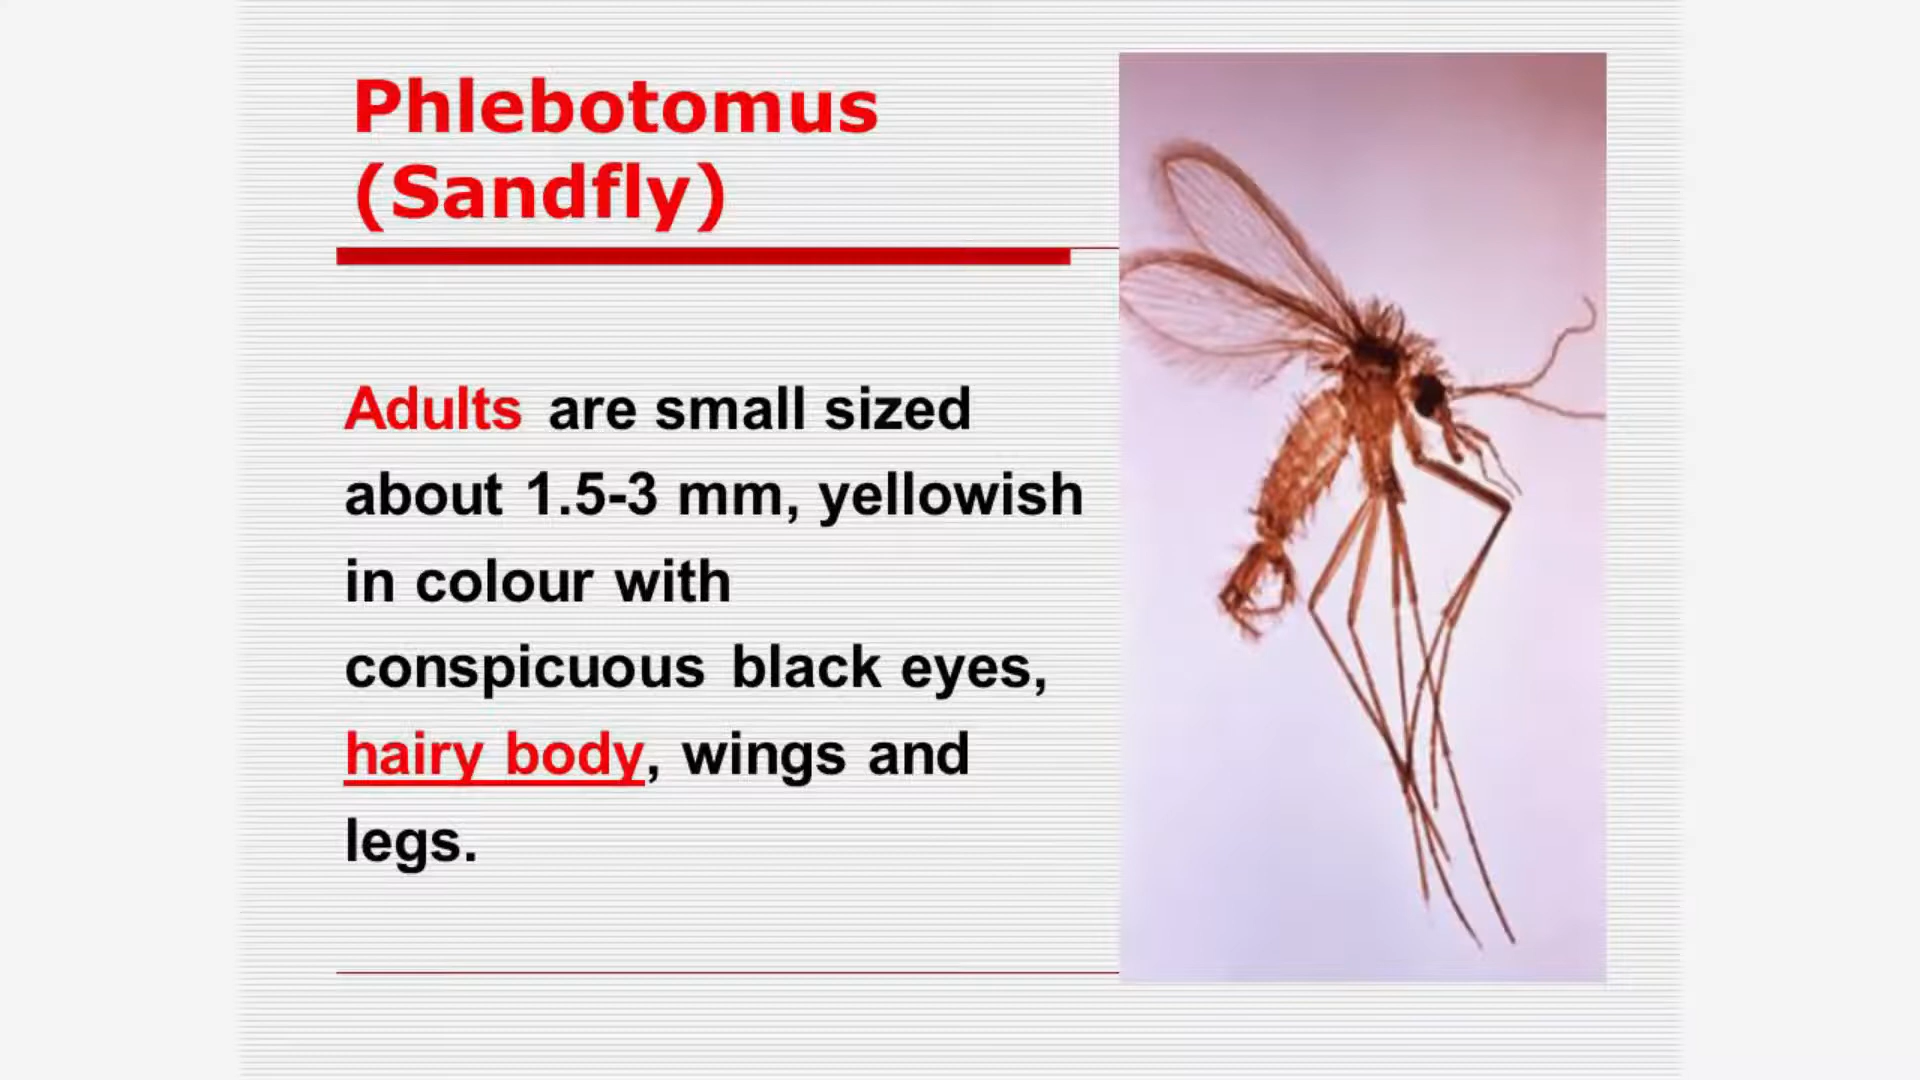 Phlebotomus
(Sandfly)
Adults are small sized
about 1.5-3 mm, yellowish
in colour with
conspicuous black eyes,
hairy body, wings and
legs.